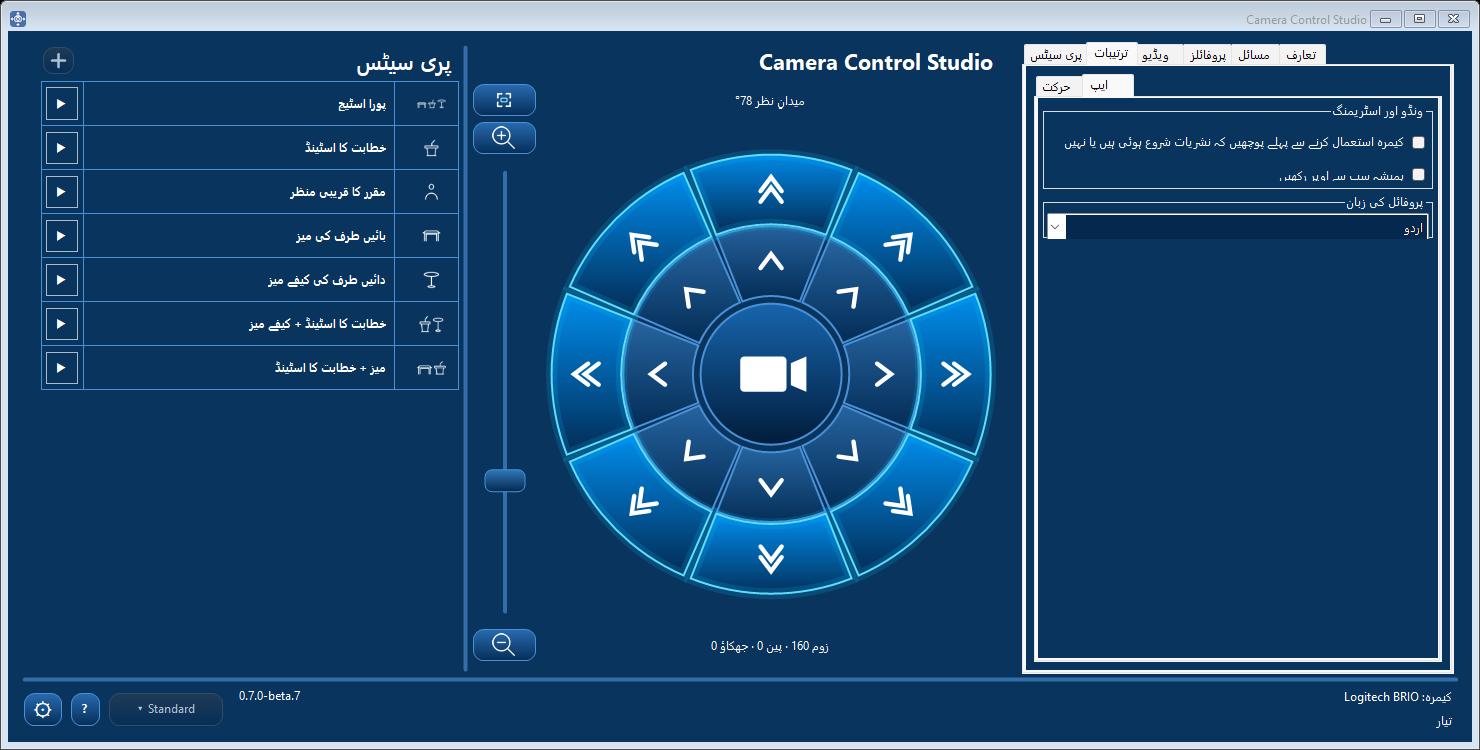 Camera Control Studio
پری سیٹس
پورا اسٹیج
خطابت کا اسٹینڈ
مقرر کا قریبی منظر
بائیں طرف کی میز
دائیں طرف کی کیفے میز
خطابت کا اسٹینڈ + کیفے میز
میز + خطابت کا اسٹینڈ
Camera Control Studio
میدانِ نظر 78°
زوم 160 · پین 0 · جھکاؤ 0
پری سیٹس
ترتیبات
ویڈیو
پروفائلز
مسائل
تعارف
حرکت
ایپ
ونڈو اور اسٹریمنگ
کیمرہ استعمال کرنے سے پہلے پوچھیں کہ نشریات شروع ہوئی ہیں یا نہیں
ہمیشہ سب سے اوپر رکھیں
پروفائل کی زبان
اردو
?
Standard
0.7.0-beta.7
کیمرہ: Logitech BRIO
تیار